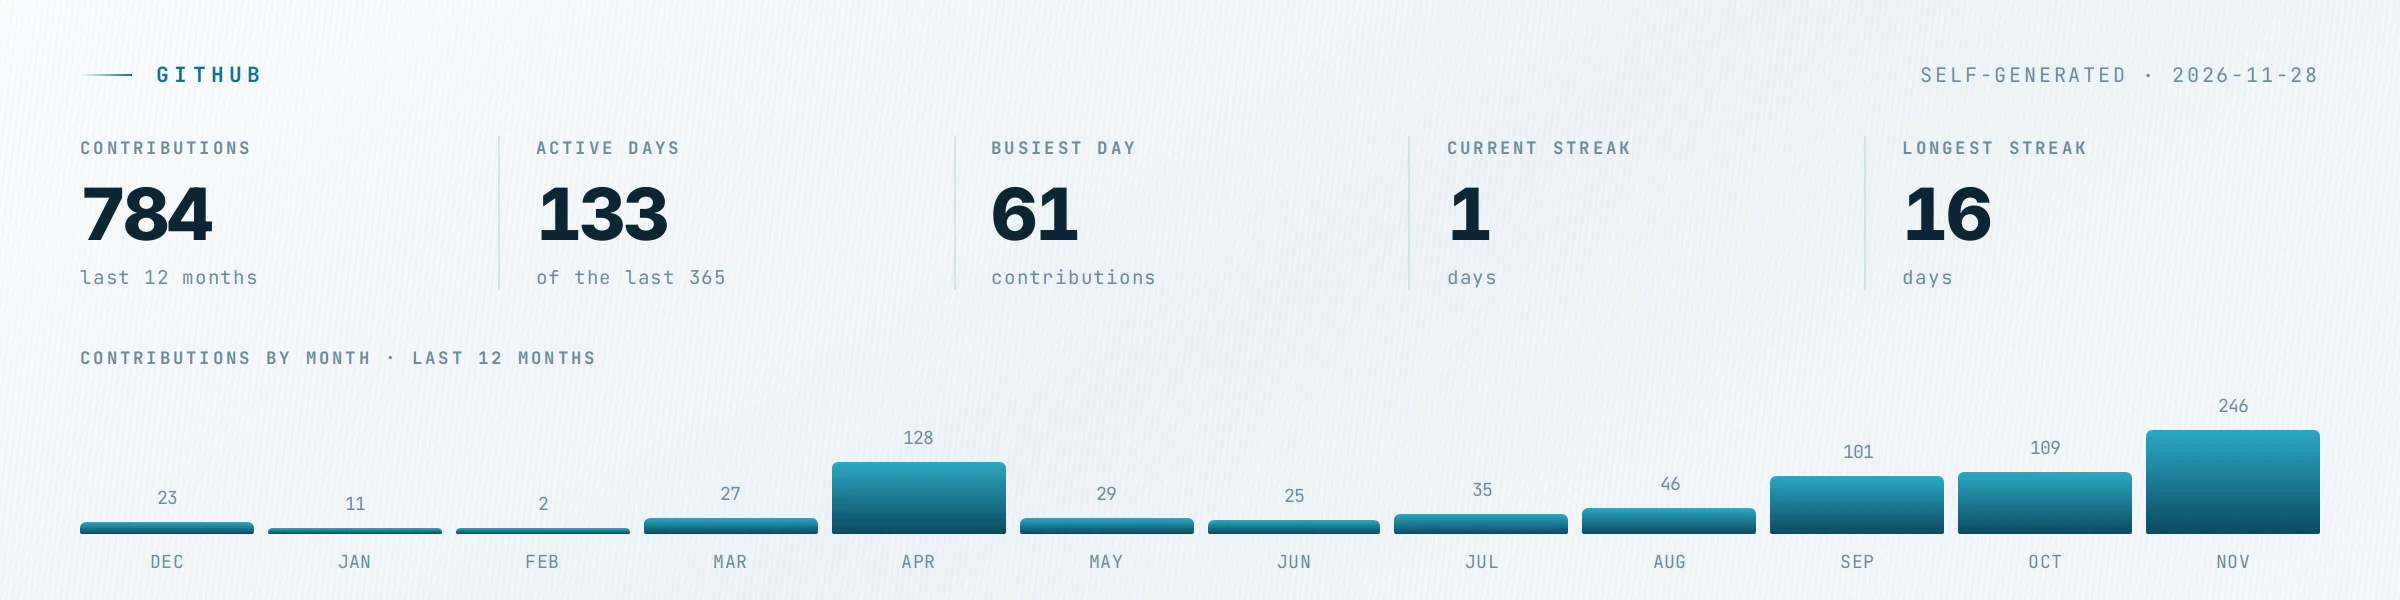 GITHUB
SELF-GENERATED · 2026-11-28
CONTRIBUTIONS
784
last 12 months
ACTIVE DAYS
133
of the last 365
BUSIEST DAY
61
contributions
CURRENT STREAK
1
days
LONGEST STREAK
16
days
CONTRIBUTIONS BY MONTH · LAST 12 MONTHS
23 11 2 27 128 29 25 35 46 101 109 246
DEC JAN FEB MAR APR MAY JUN JUL AUG SEP OCT NOV